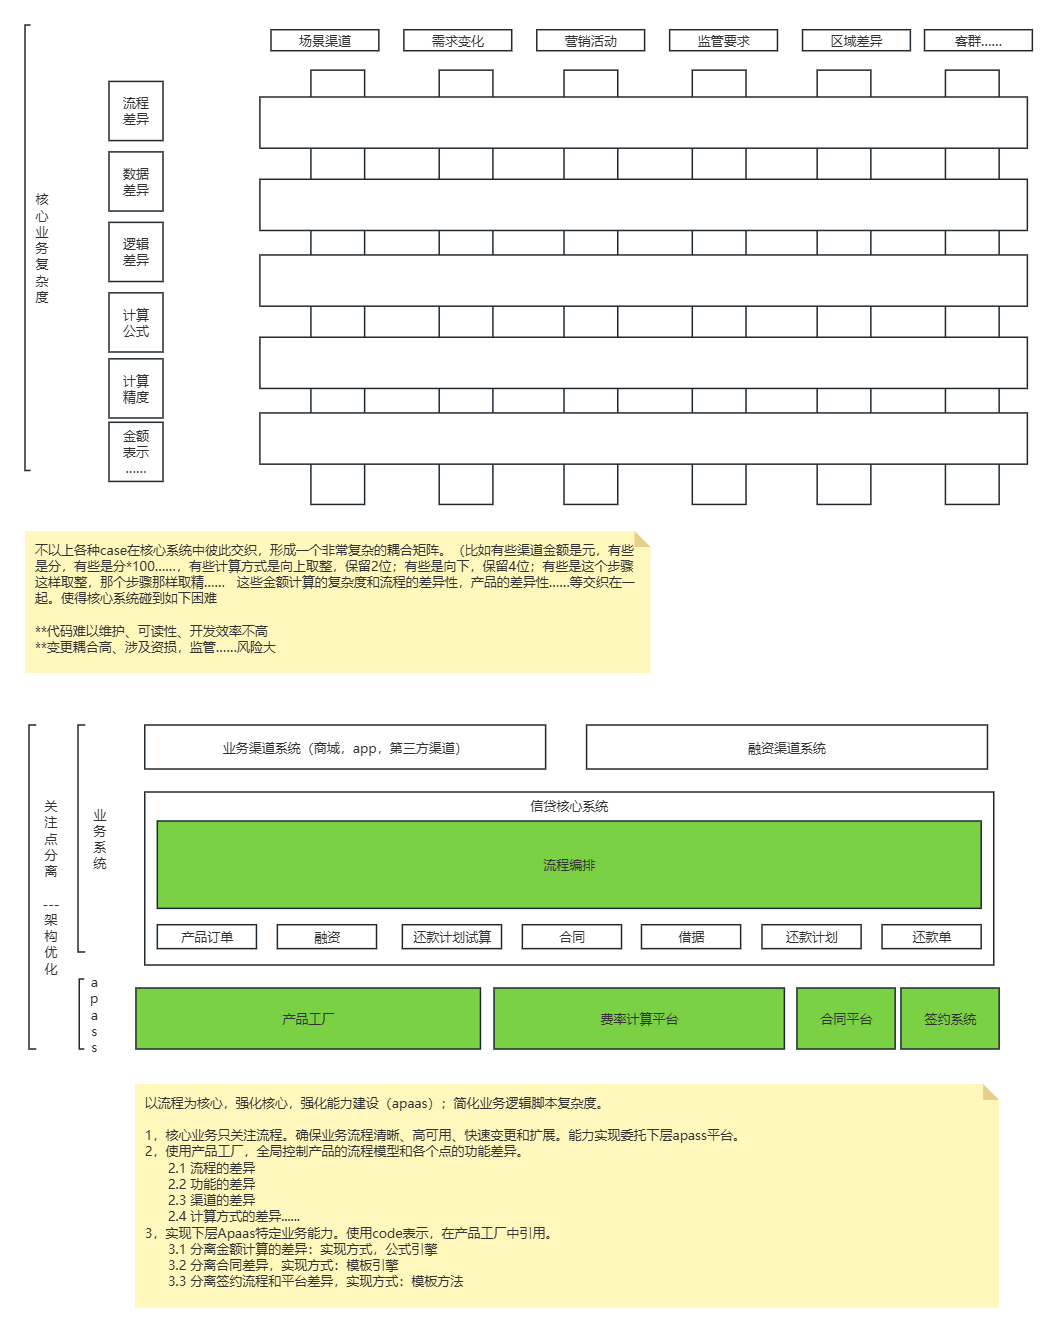 场景渠道
需求变化
营销活动
监管要求
区域差异
客群......
核心业务复杂度
流程
差异
数据
差异
逻辑
差异
计算
公式
计算
精度
金额
表示
......
不以上各种case在核心系统中彼此交织，形成一个非常复杂的耦合矩阵。（比如有些渠道金额是元，有些
是分，有些是分*100......，有些计算方式是向上取整，保留2位；有些是向下，保留4位；有些是这个步骤
这样取整，那个步骤那样取精...... 这些金额计算的复杂度和流程的差异性，产品的差异性......等交织在一
起。使得核心系统碰到如下困难
**代码难以维护、可读性、开发效率不高
**变更耦合高、涉及资损，监管......风险大
关注点分离 ---架构优化
业务系统
业务渠道系统（商城，app，第三方渠道）
融资渠道系统
信贷核心系统
流程编排
产品订单
融资
还款计划试算
合同
借据
还款计划
还款单
apass
产品工厂
费率计算平台
合同平台
签约系统
以流程为核心，强化核心，强化能力建设（apaas）；简化业务逻辑脚本复杂度。
1，核心业务只关注流程。确保业务流程清晰、高可用、快速变更和扩展。能力实现委托下层apass平台。
2，使用产品工厂，全局控制产品的流程模型和各个点的功能差异。
2.1 流程的差异
2.2 功能的差异
2.3 渠道的差异
2.4 计算方式的差异......
3，实现下层Apaas特定业务能力。使用code表示，在产品工厂中引用。
3.1 分离金额计算的差异：实现方式，公式引擎
3.2 分离合同差异，实现方式：模板引擎
3.3 分离签约流程和平台差异，实现方式：模板方法